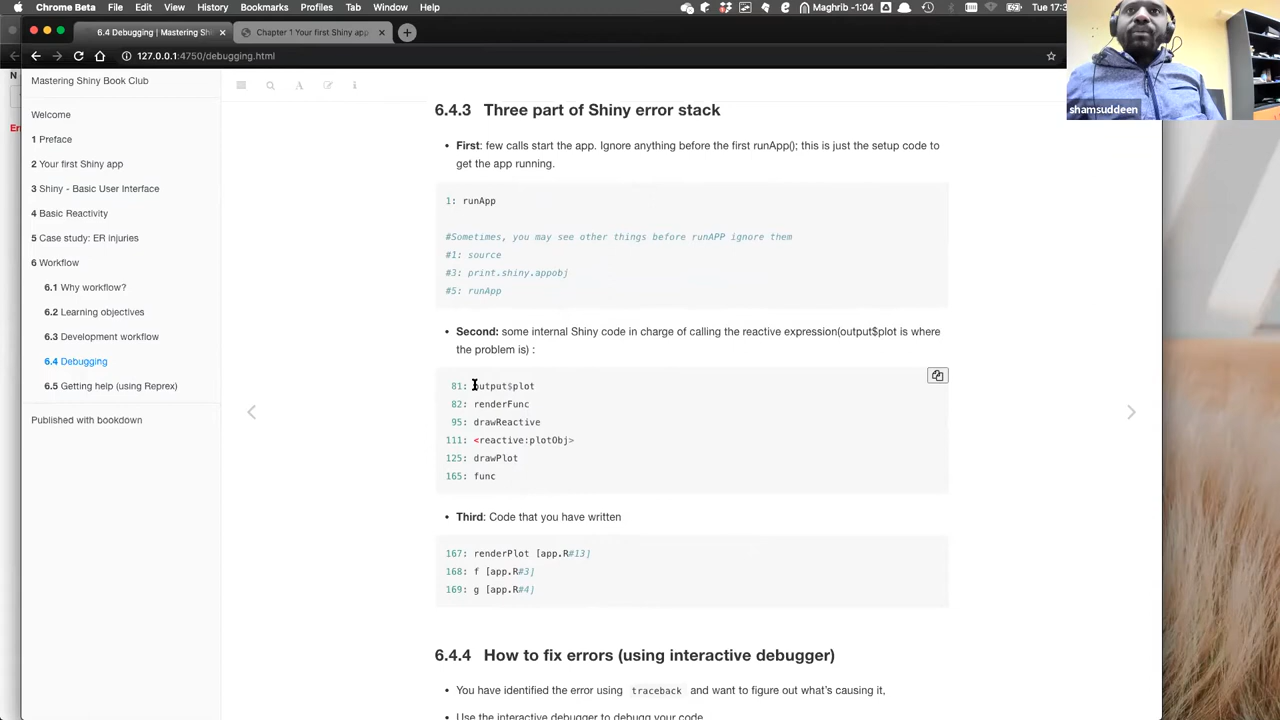 Chrome Beta File Edit View History Bookmarks Profiles Tab Window Help
Maghrib -1:04 Tue 17:3
6.4 Debugging | Mastering Sh
Chapter 1 Your first Shiny app
127.0.0.1:4750/debugging.html
shamsuddeen
Mastering Shiny Book Club
Welcome
1 Preface
2 Your first Shiny app
3 Shiny - Basic User Interface
4 Basic Reactivity
5 Case study: ER injuries
6 Workflow
6.1 Why workflow?
6.2 Learning objectives
6.3 Development workflow
6.4 Debugging
6.5 Getting help (using Reprex)
Published with bookdown
6.4.3 Three part of Shiny error stack
• First: few calls start the app. Ignore anything before the first runApp(); this is just the setup code to
get the app running.
1: runApp
#Sometimes, you may see other things before runAPP ignore them
#1: source
#3: print.shiny.appobj
#5: runApp
• Second: some internal Shiny code in charge of calling the reactive expression(output$plot is where
the problem is) :
81: output$plot
82: renderFunc
95: drawReactive
111: <reactive:plotObj>
125: drawPlot
165: func
• Third: Code that you have written
167: renderPlot [app.R#13]
168: f [app.R#3]
169: g [app.R#4]
6.4.4 How to fix errors (using interactive debugger)
• You have identified the error using traceback and want to figure out what's causing it,
• Use the interactive debugger to debugg your code